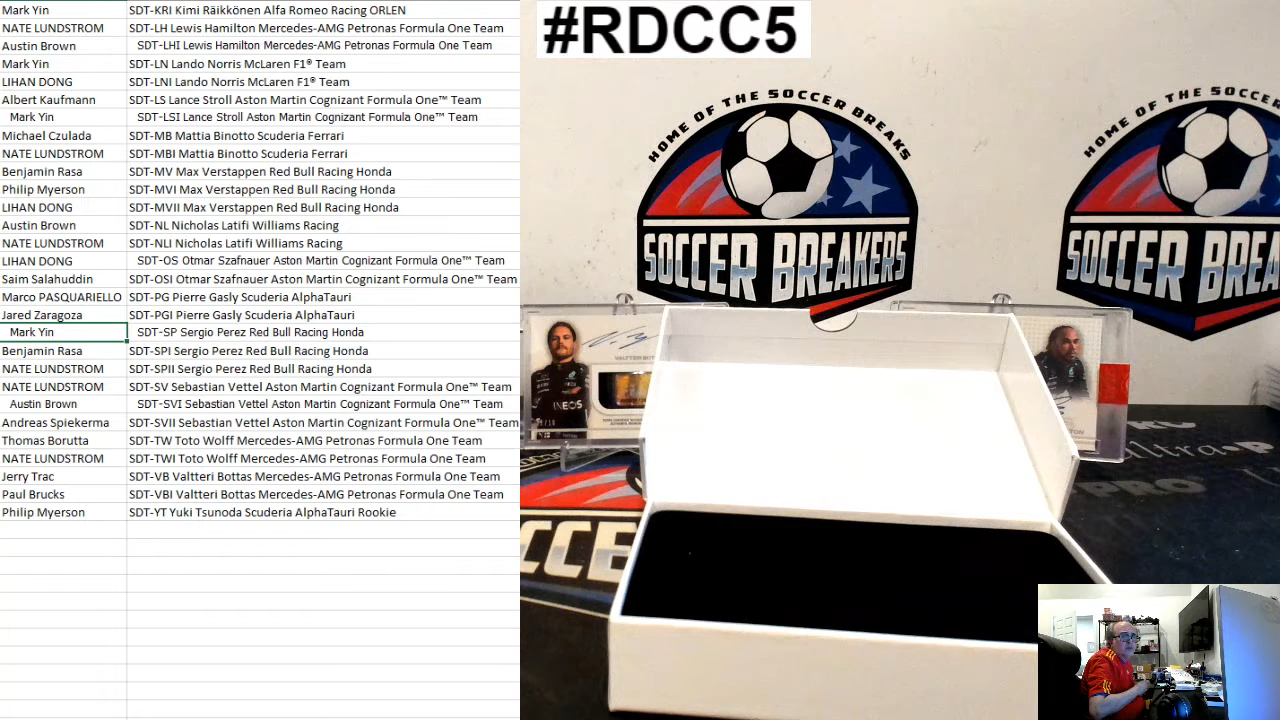 Mark Yin SDT-KRI Kimi Räikkönen Alfa Romeo Racing ORLEN
NATE LUNDSTROM SDT-LH Lewis Hamilton Mercedes-AMG Petronas Formula One Team
Austin Brown SDT-LHI Lewis Hamilton Mercedes-AMG Petronas Formula One Team
Mark Yin SDT-LN Lando Norris McLaren F1® Team
LIHAN DONG SDT-LNI Lando Norris McLaren F1® Team
Albert Kaufmann SDT-LS Lance Stroll Aston Martin Cognizant Formula One™ Team
Mark Yin SDT-LSI Lance Stroll Aston Martin Cognizant Formula One™ Team
Michael Czulada SDT-MB Mattia Binotto Scuderia Ferrari
NATE LUNDSTROM SDT-MBI Mattia Binotto Scuderia Ferrari
Benjamin Rasa SDT-MV Max Verstappen Red Bull Racing Honda
Philip Myerson SDT-MVI Max Verstappen Red Bull Racing Honda
LIHAN DONG SDT-MVII Max Verstappen Red Bull Racing Honda
Austin Brown SDT-NL Nicholas Latifi Williams Racing
NATE LUNDSTROM SDT-NLI Nicholas Latifi Williams Racing
LIHAN DONG SDT-OS Otmar Szafnauer Aston Martin Cognizant Formula One™ Team
Saim Salahuddin SDT-OSI Otmar Szafnauer Aston Martin Cognizant Formula One™ Team
Marco PASQUARIELLO SDT-PG Pierre Gasly Scuderia AlphaTauri
Jared Zaragoza SDT-PGI Pierre Gasly Scuderia AlphaTauri
Mark Yin SDT-SP Sergio Perez Red Bull Racing Honda
Benjamin Rasa SDT-SPI Sergio Perez Red Bull Racing Honda
NATE LUNDSTROM SDT-SPII Sergio Perez Red Bull Racing Honda
NATE LUNDSTROM SDT-SV Sebastian Vettel Aston Martin Cognizant Formula One™ Team
Austin Brown SDT-SVI Sebastian Vettel Aston Martin Cognizant Formula One™ Team
Andreas Spiekerma SDT-SV Sebastian Vettel Aston Martin Cognizant Formula One™ Team
Thomas Borutta SDT-TW Toto Wolff Mercedes-AMG Petronas Formula One Team
NATE LUNDSTROM SDT-TWI Toto Wolff Mercedes-AMG Petronas Formula One Team
Jerry Trac SDT-VB Valtteri Bottas Mercedes-AMG Petronas Formula One Team
Paul Brucks SDT-VBI Valtteri Bottas Mercedes-AMG Petronas Formula One Team
Philip Myerson SDT-YT Yuki Tsunoda Scuderia AlphaTauri Rookie
#RDCC5
HOME OF THE SOCCER BREAKS
SOCCER BREAKERS
HOME OF THE
SOCCER BREA
INEOS
SOCCE
PRO